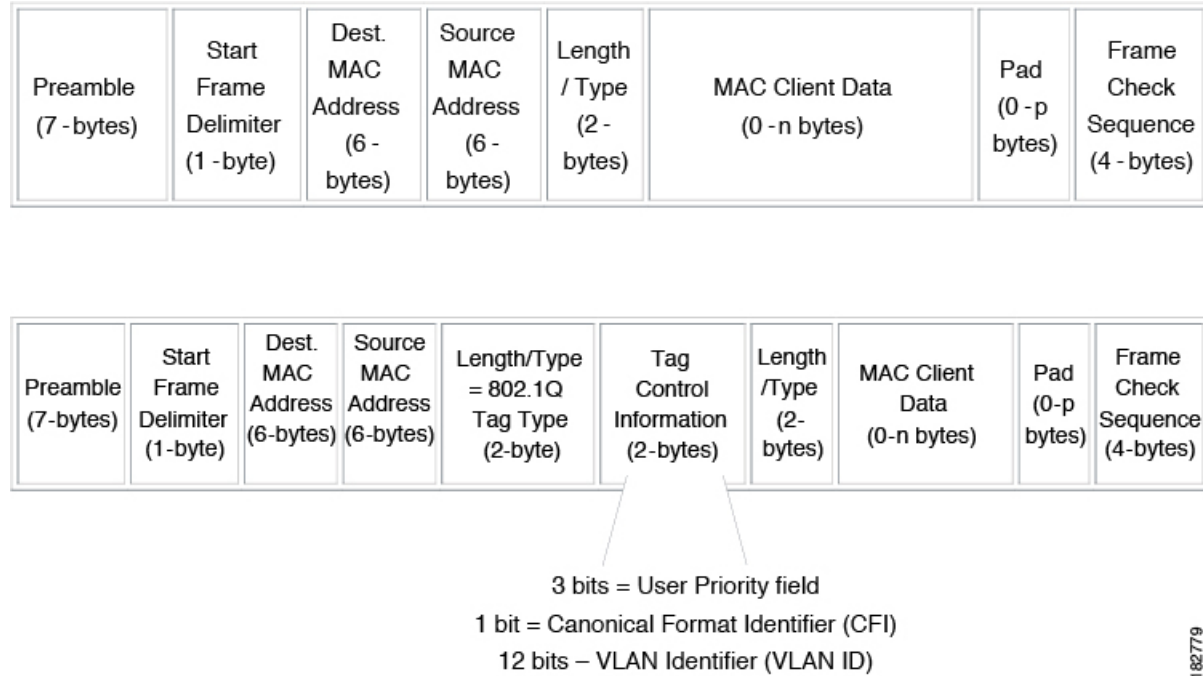 Preamble
(7 -bytes)
Start
Frame
Delimiter
(1 -byte)
Dest.
MAC
Address
(6 -
bytes)
Source
MAC
Address
(6 -
bytes)
Length
/ Type
(2 -
bytes)
MAC Client Data
(0 -n bytes)
Pad
(0 -p
bytes)
Frame
Check
Sequence
(4 - bytes)
Preamble
(7-bytes)
Start
Frame
Delimiter
(1-byte)
Dest.
MAC
Address
(6-bytes)
Source
MAC
Address
(6-bytes)
Length/Type
= 802.1Q
Tag Type
(2-byte)
Tag
Control
Information
(2-bytes)
Length
/Type
(2-
bytes)
MAC Client
Data
(0-n bytes)
Pad
(0-p
bytes)
Frame
Check
Sequence
(4-bytes)
3 bits = User Priority field
1 bit = Canonical Format Identifier (CFI)
12 bits – VLAN Identifier (VLAN ID)
182779